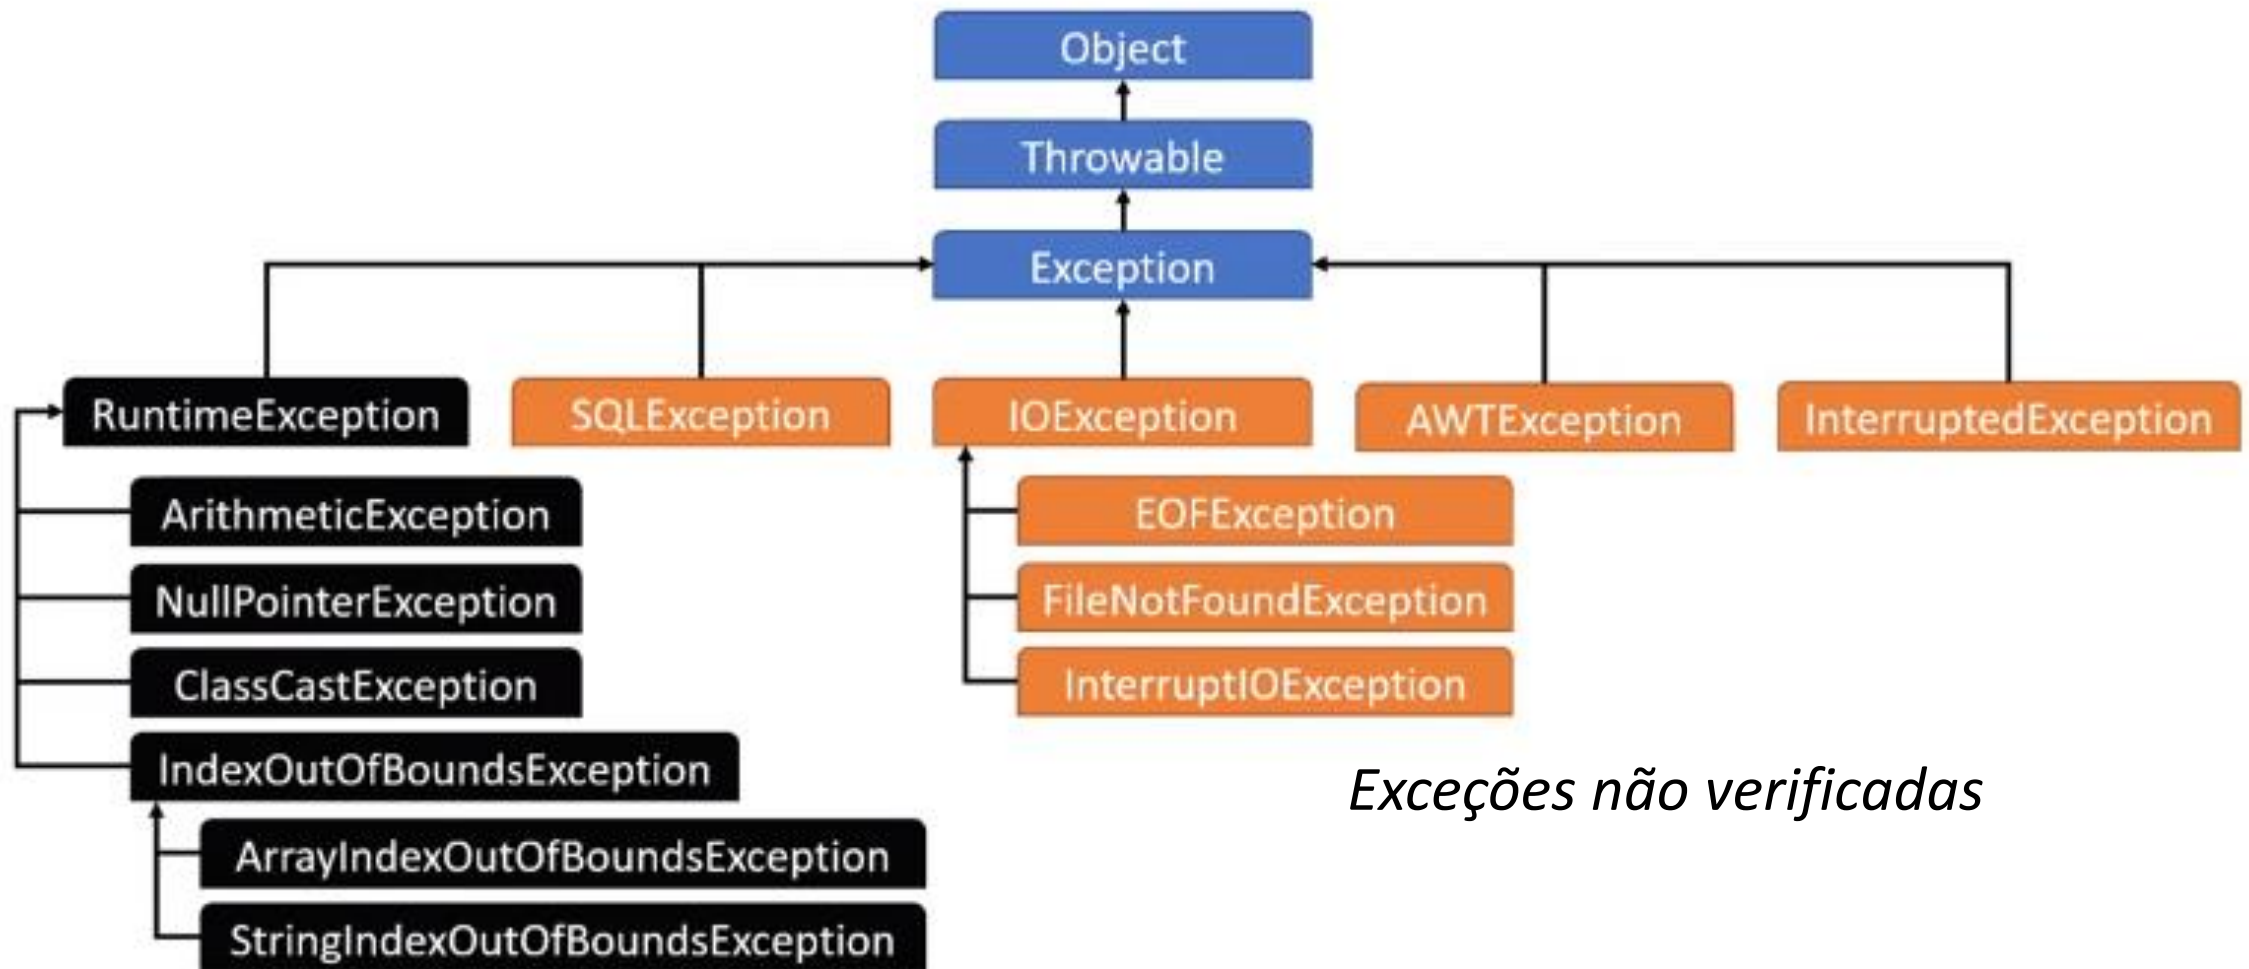 Object
Throwable
Exception
RuntimeException
SQLException
IOException
AWTException
InterruptedException
ArithmeticException
NullPointerException
ClassCastException
IndexOutOfBoundsException
ArrayIndexOutOfBoundsException
StringIndexOutOfBoundsException
EOFException
FileNotFoundException
InterruptIOException
Exceções não verificadas